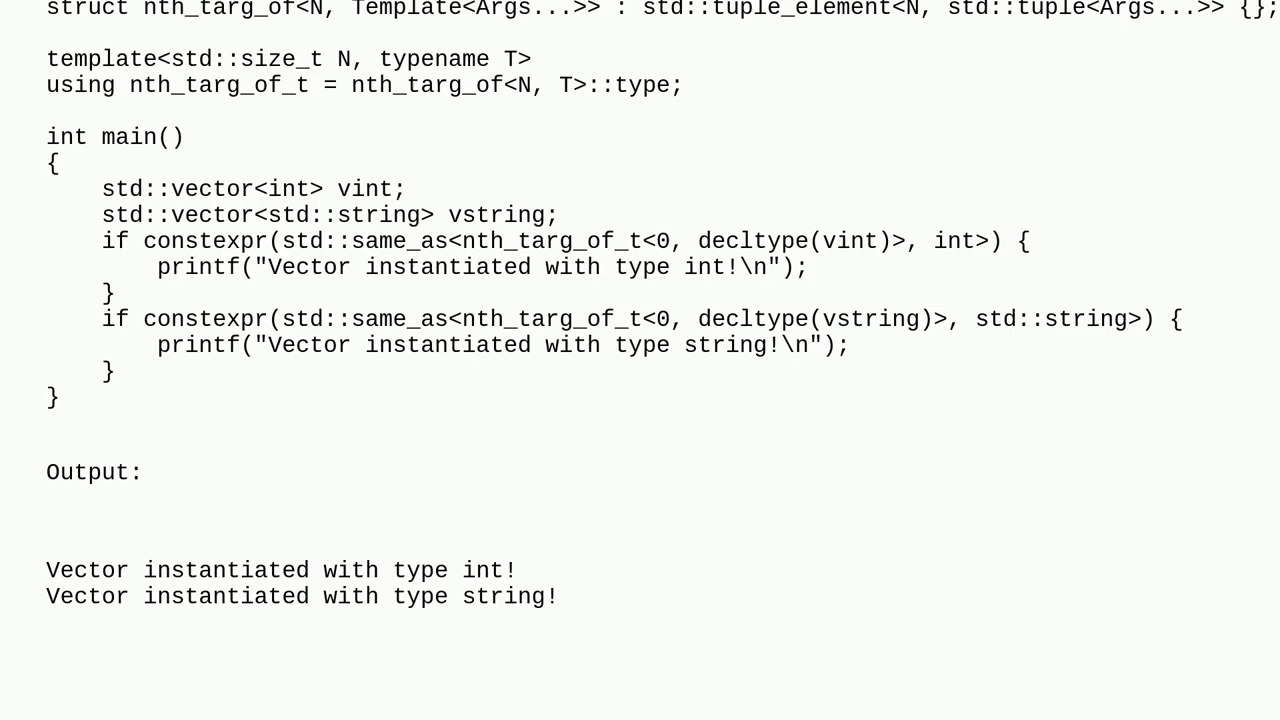 struct nth_targ_of<N, Template<Args...>> : std::tuple_element<N, std::tuple<Args...>> {};
template<std::size_t N, typename T>
using nth_targ_of_t = nth_targ_of<N, T>::type;
int main()
{
    std::vector<int> vint;
    std::vector<std::string> vstring;
    if constexpr(std::same_as<nth_targ_of_t<0, decltype(vint)>, int>) {
        printf("Vector instantiated with type int!\n");
    }
    if constexpr(std::same_as<nth_targ_of_t<0, decltype(vstring)>, std::string>) {
        printf("Vector instantiated with type string!\n");
    }
}
Output:
Vector instantiated with type int!
Vector instantiated with type string!